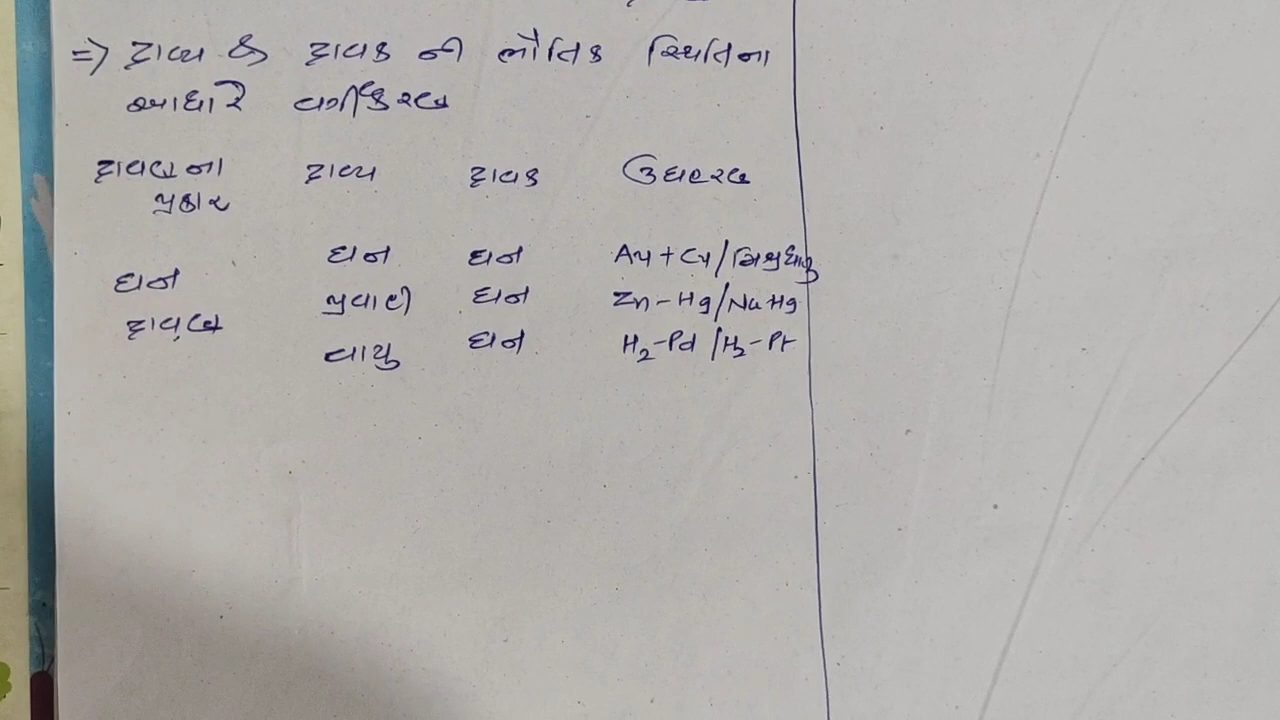 ⇒ દ્રાવ્ય કે દ્રાવક ની ભૌતિક સ્થિતિના
આધારે વર્ગીકરણ
દ્રાવણના પ્રકાર દ્રાવ્ય દ્રાવક ઉદાહરણ
ઘન દ્રાવણ
ઘન ઘન Au + Cu / મિશ્રધાતુ
પ્રવાહી ઘન Zn - Hg / Na Hg
વાયુ ઘન H₂-Pd / H₂-Pt